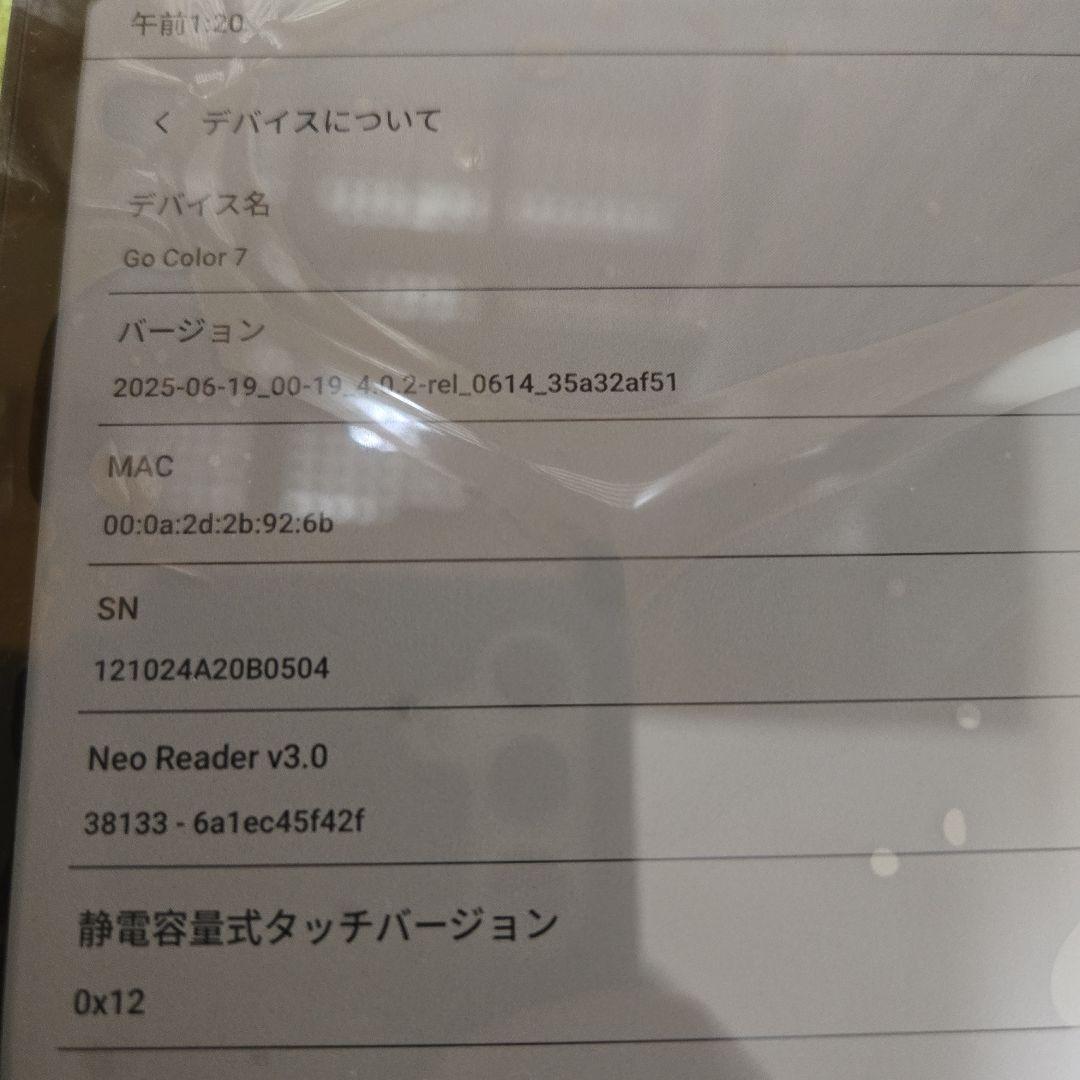 午前1:20
< デバイスについて
デバイス名
Go Color 7
バージョン
2025-06-19_00-19_4.0.2-rel_0614_35a32af51
MAC
00:0a:2d:2b:92:6b
SN
121024A20B0504
Neo Reader v3.0
38133 - 6a1ec45f42f
静電容量式タッチバージョン
0x12